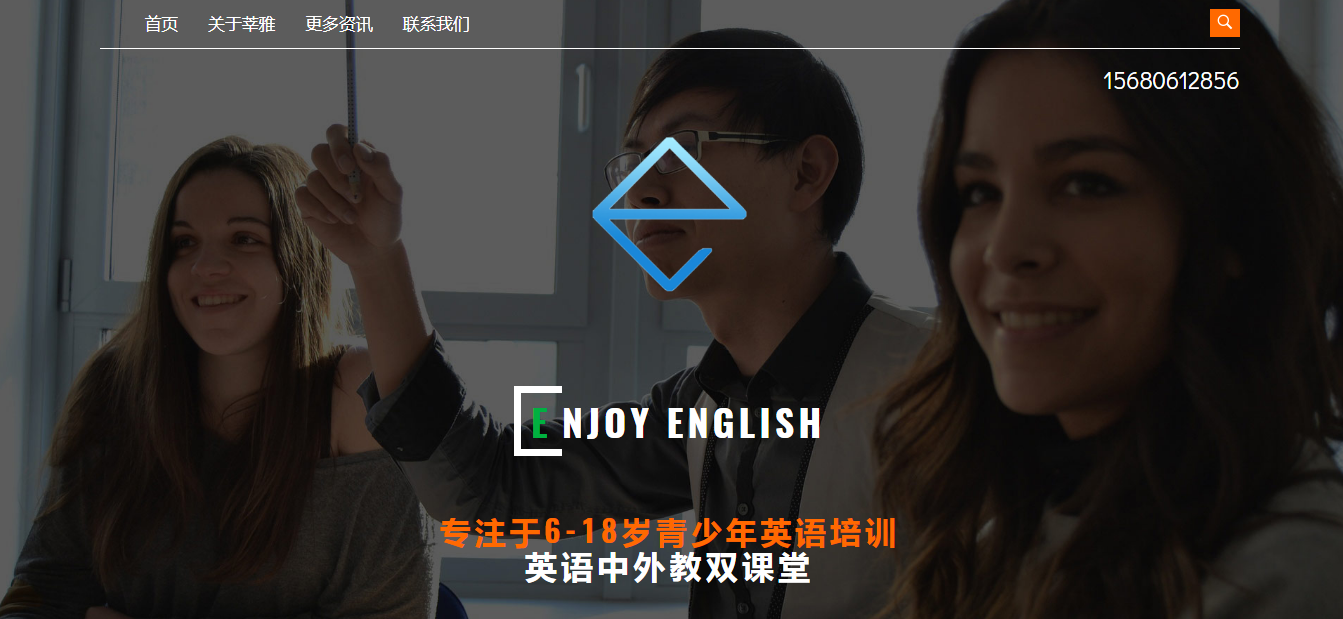 首页 关于莘雅 更多资讯 联系我们
15680612856
ENJOY ENGLISH
专注于6-18岁青少年英语培训
英语中外教双课堂